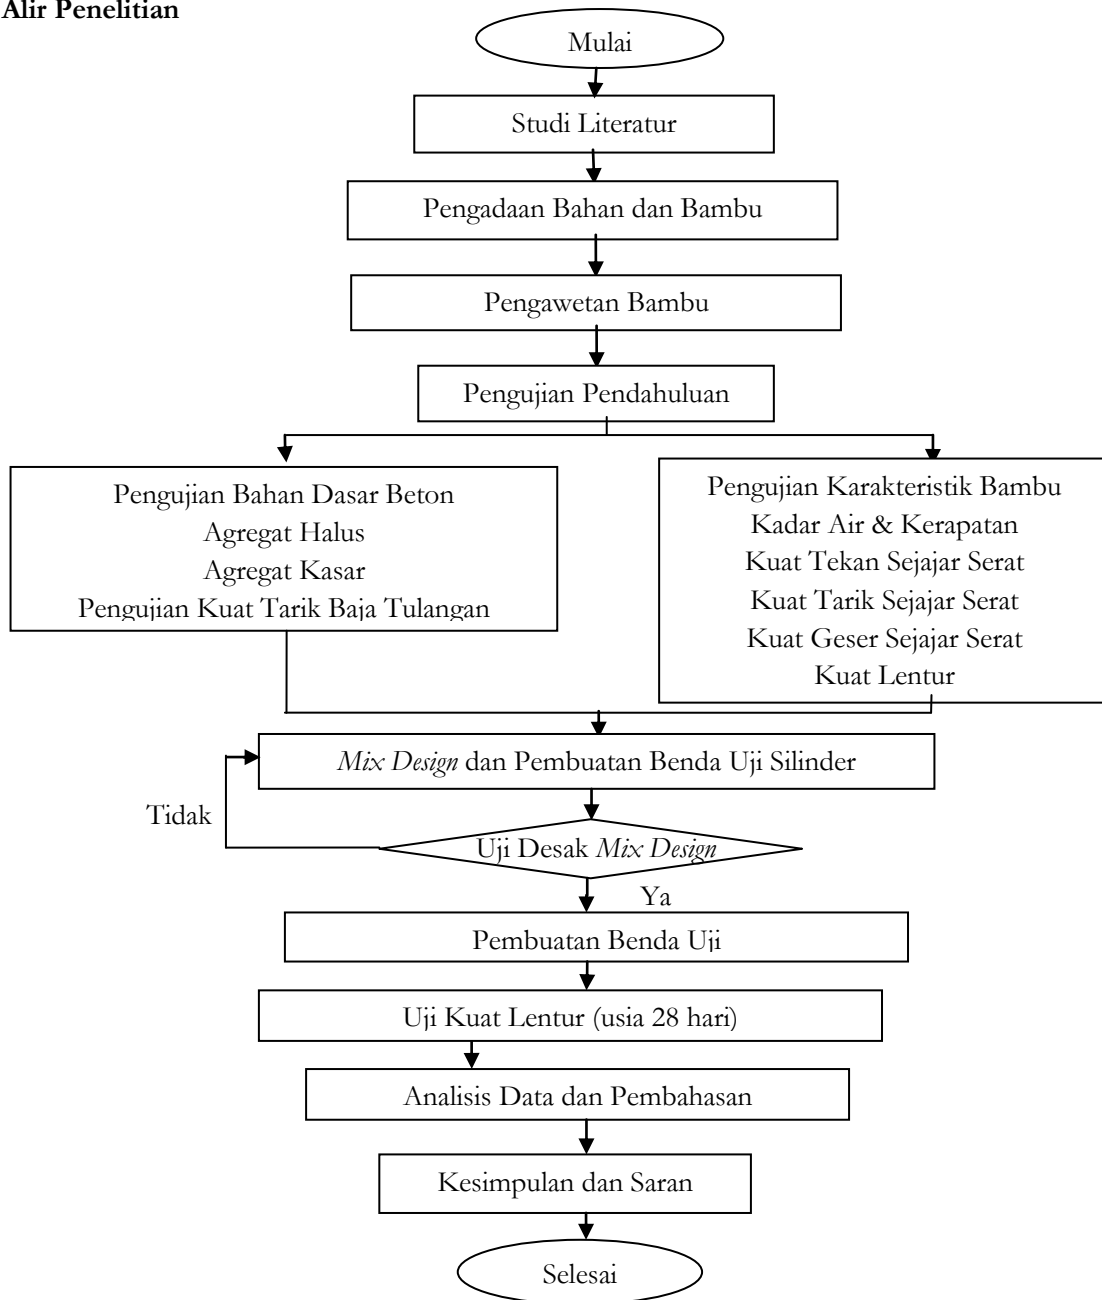 Alir Penelitian
Mulai
Studi Literatur
Pengadaan Bahan dan Bambu
Pengawetan Bambu
Pengujian Pendahuluan
Pengujian Bahan Dasar Beton
Agregat Halus
Agregat Kasar
Pengujian Kuat Tarik Baja Tulangan
Pengujian Karakteristik Bambu
Kadar Air & Kerapatan
Kuat Tekan Sejajar Serat
Kuat Tarik Sejajar Serat
Kuat Geser Sejajar Serat
Kuat Lentur
Mix Design dan Pembuatan Benda Uji Silinder
Tidak
Uji Desak Mix Design
Ya
Pembuatan Benda Uji
Uji Kuat Lentur (usia 28 hari)
Analisis Data dan Pembahasan
Kesimpulan dan Saran
Selesai